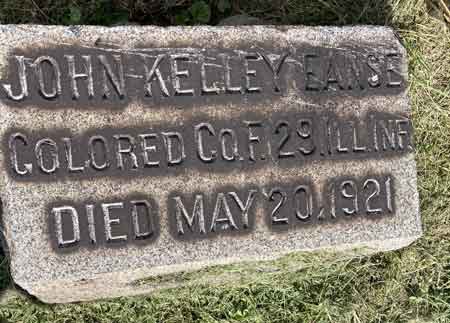 JOHN KELLEY EANSE
COLORED CO.F. 29 ILL.INF.
DIED MAY 20.1921